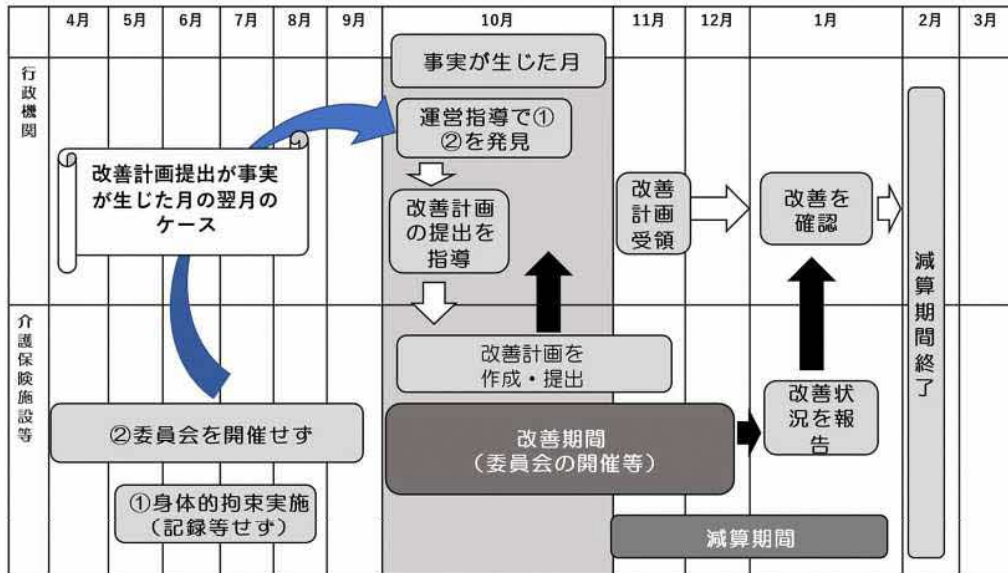 4月 5月 6月 7月 8月 9月 10月 11月 12月 1月 2月 3月
行政機関
事実が生じた月
運営指導で①
②を発見
改善計画提出が事実
が生じた月の翌月の
ケース
改善計画
の提出を
指導
改善
計画
受領
改善を
確認
減算期間終了
介護保険施設等
改善計画を
作成・提出
改善状
況を報
告
②委員会を開催せず
改善期間
（委員会の開催等）
①身体的拘束実施
（記録等せず）
減算期間